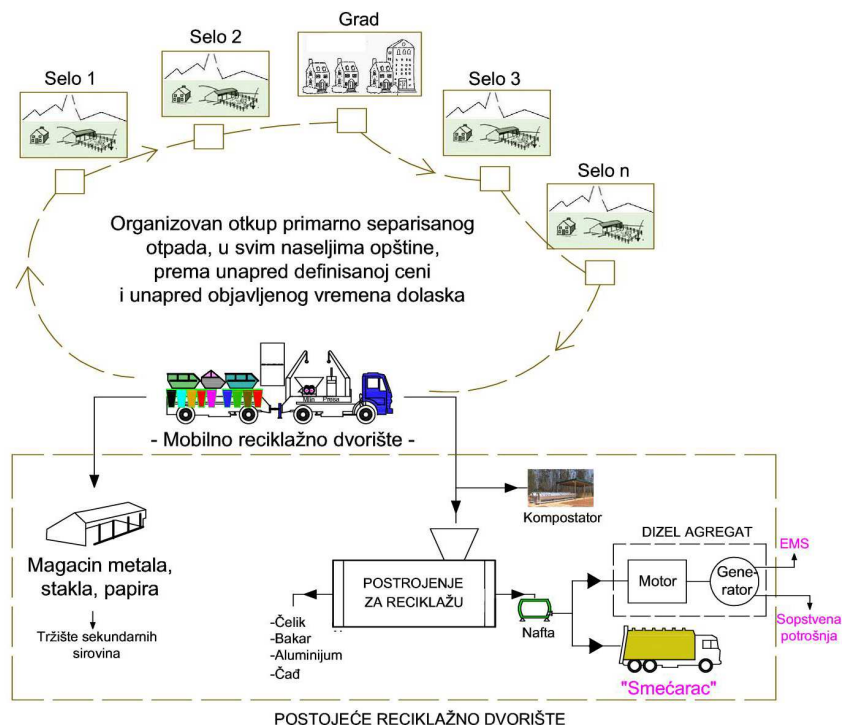 Grad
Selo 2
Selo 1
Selo 3
Selo n
Organizovan otkup primarno separisanog
otpada, u svim naseljima opštine,
prema unapred definisanoj ceni
i unapred objavljenog vremena dolaska
Mlin Presa
- Mobilno reciklažno dvorište -
Kompostator
DIZEL AGREGAT
EMS
Magacin metala,
stakla, papira
POSTROJENJE
ZA RECIKLAŽU
Motor
Gene-
rator
Nafta
-Čelik
-Bakar
-Aluminijum
-Čađ
Tržište sekundarnih
sirovina
Sopstvena
potrošnja
"Smećarac"
POSTOJEĆE RECIKLAŽNO DVORIŠTE